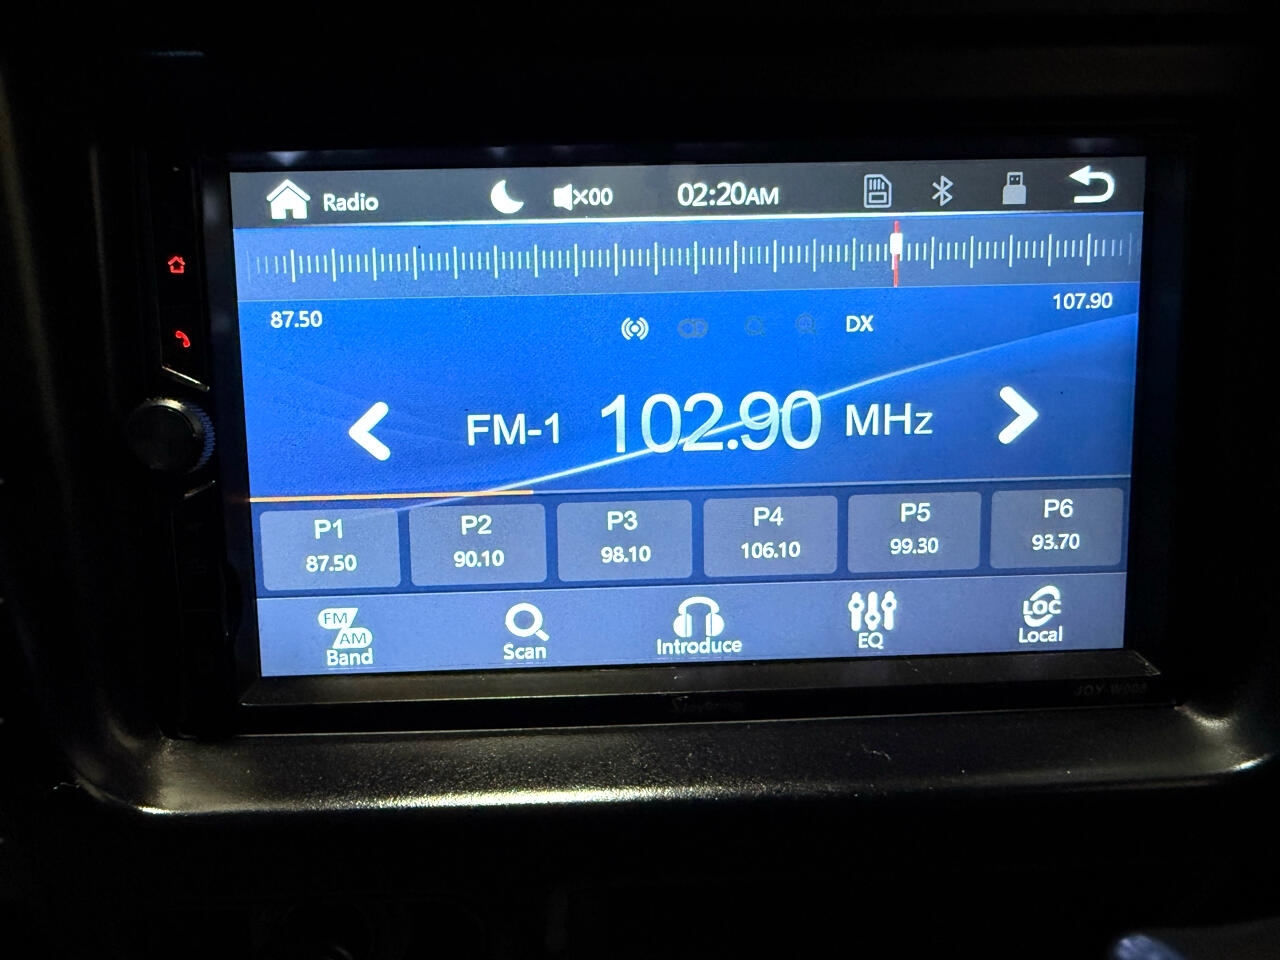 Radio ×00 02:20AM
87.50 107.90
DX
FM-1 102.90 MHz
P1 P2 P3 P4 P5 P6
87.50 90.10 98.10 106.10 99.30 93.70
FM AM LOC
Band Scan Introduce EQ Local
JOY-W008